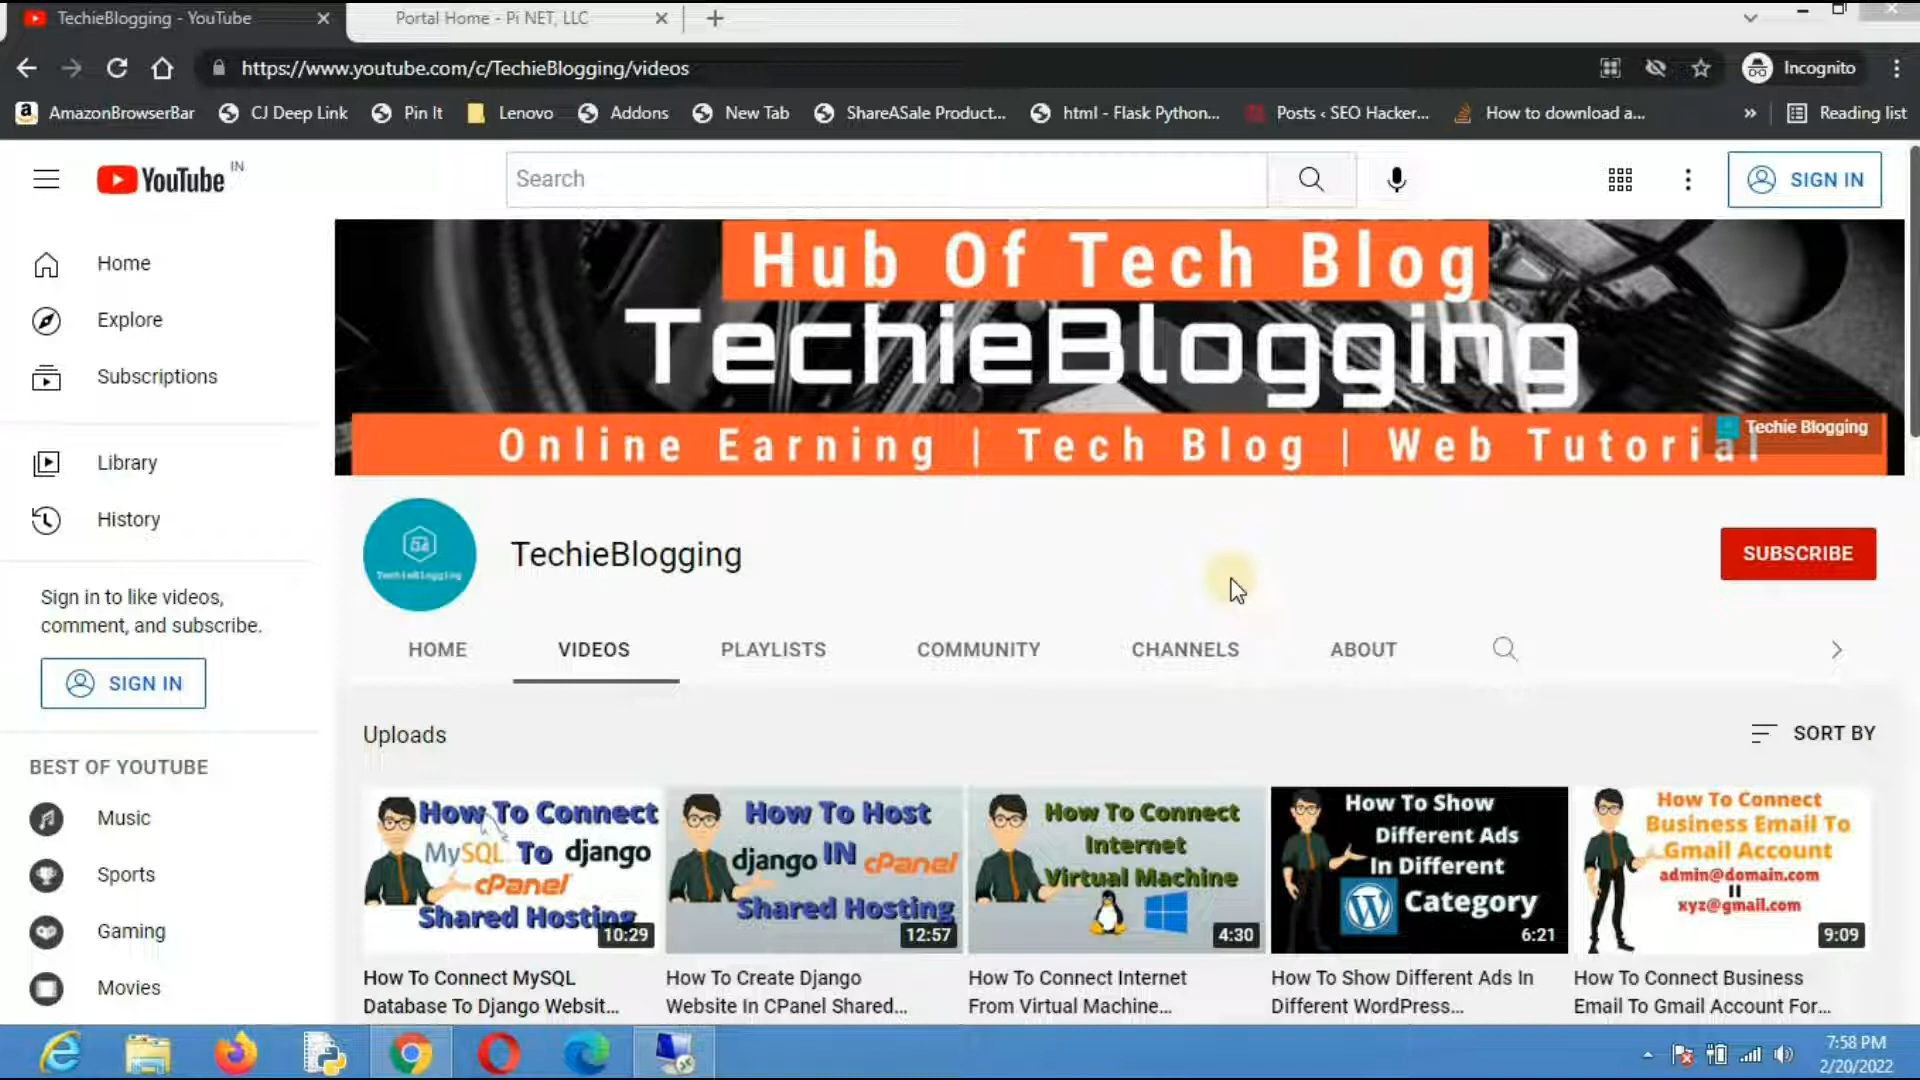 TechieBlogging - YouTube
Portal Home - Pi NET, LLC
https://www.youtube.com/c/TechieBlogging/videos
Incognito
AmazonBrowserBar
CJ Deep Link
Pin It
Lenovo
Addons
New Tab
ShareASale Product...
html - Flask Python...
Posts ‹ SEO Hacker...
How to download a...
»
Reading list
YouTube IN
Search
SIGN IN
Home
Explore
Subscriptions
Library
History
Sign in to like videos,
comment, and subscribe.
SIGN IN
BEST OF YOUTUBE
Music
Sports
Gaming
Movies
Hub Of Tech Blog
TechieBlogging
Online Earning | Tech Blog | Web Tutorial
Techie Blogging
TechieBlogging
TechieBlogging
SUBSCRIBE
HOME
VIDEOS
PLAYLISTS
COMMUNITY
CHANNELS
ABOUT
Uploads
SORT BY
How To Connect
MySQL To django
cPanel
Shared Hosting
10:29
How To Connect MySQL
Database To Django Websit...
How To Host
django IN cPanel
Shared Hosting
12:57
How To Create Django
Website In CPanel Shared...
How To Connect
Internet
Virtual Machine
4:30
How To Connect Internet
From Virtual Machine...
How To Show
Different Ads
In Different
Category
6:21
How To Show Different Ads In
Different WordPress...
How To Connect
Business Email To
Gmail Account
admin@domain.com
xyz@gmail.com
9:09
How To Connect Business
Email To Gmail Account For...
7:58 PM
2/20/2022